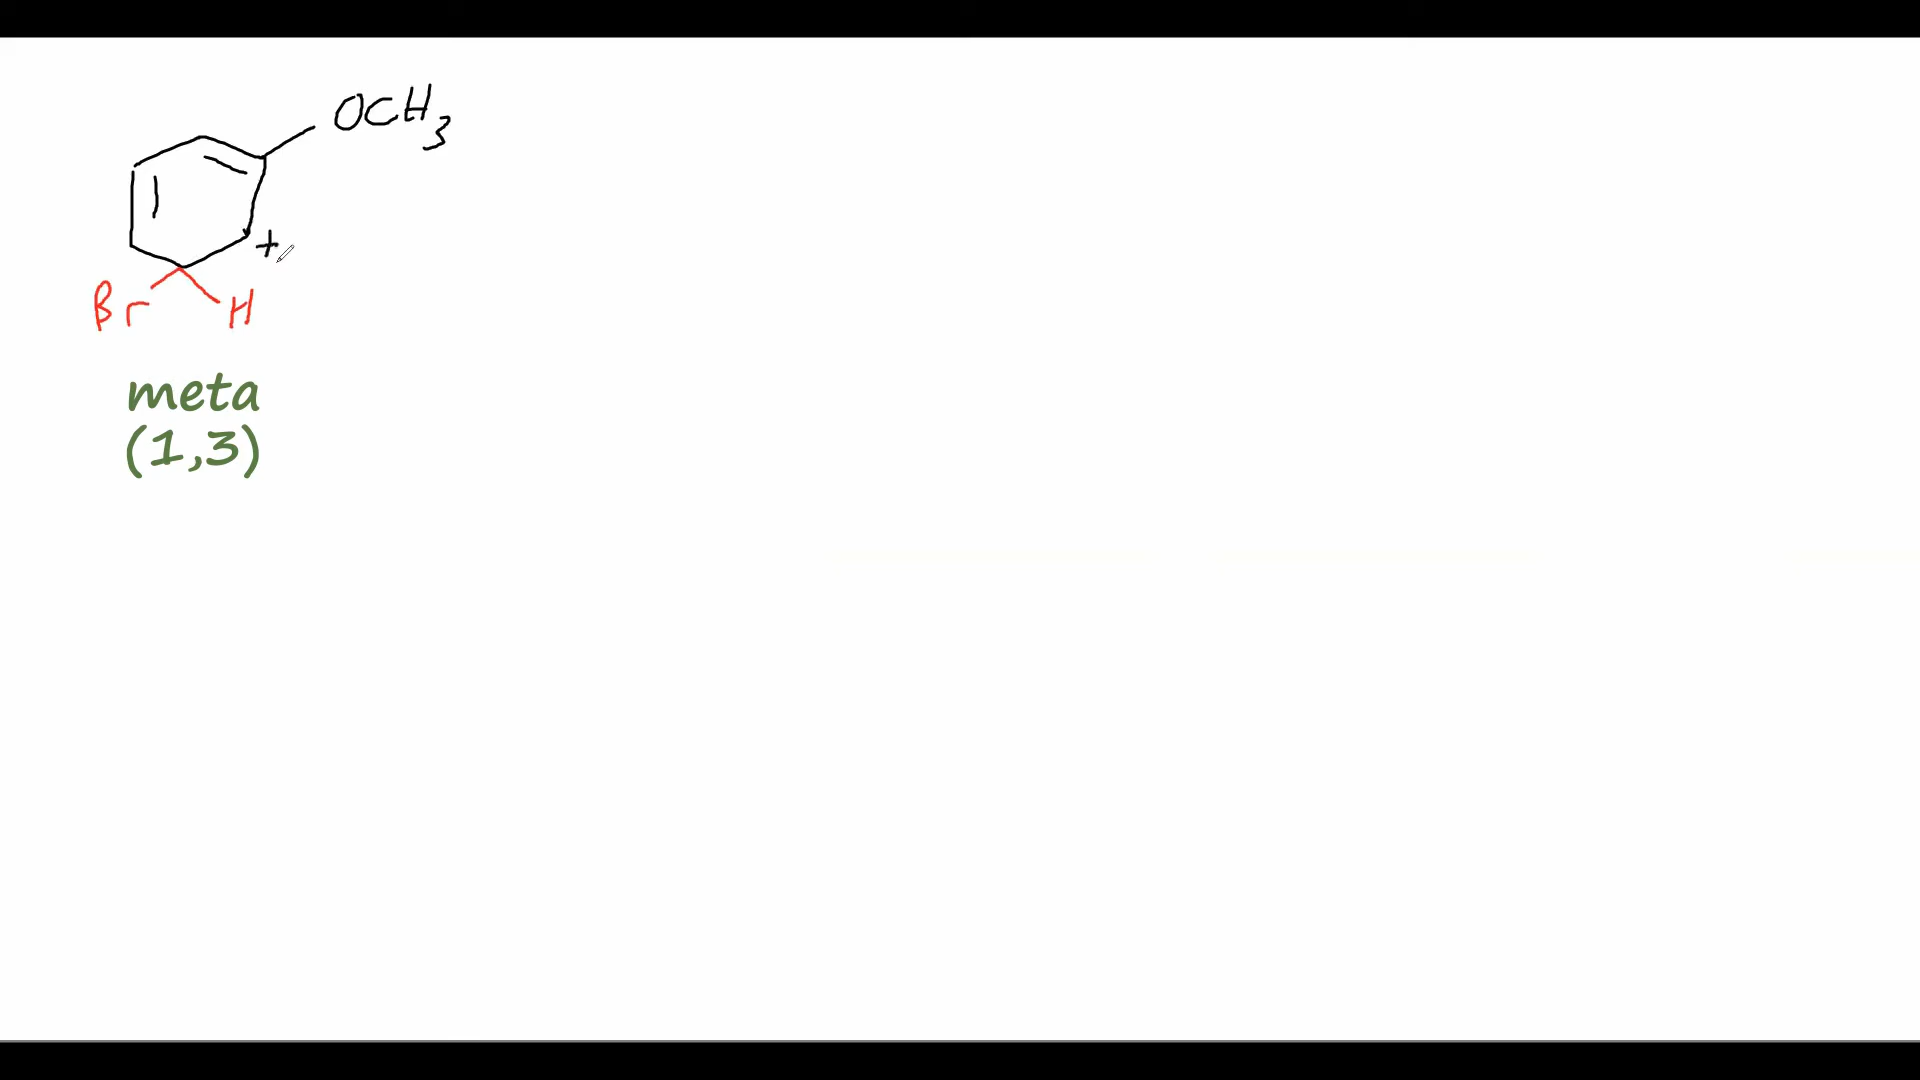 OCH3
+
Br H
meta
(1,3)